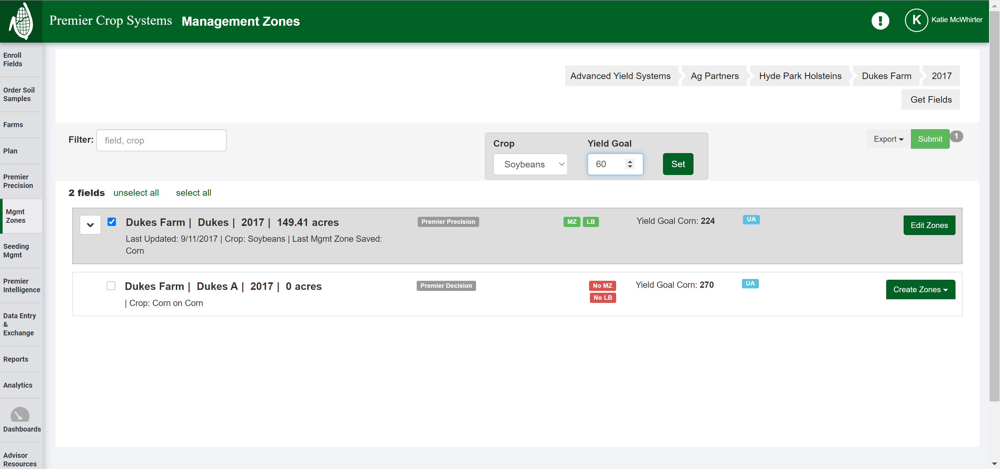 Premier Crop Systems Management Zones
!
K Katie McWhirter
Enroll
Fields
Order Soil
Samples
Farms
Plan
Premier
Precision
Mgmt
Zones
Seeding
Mgmt
Premier
Intelligence
Data Entry
&
Exchange
Reports
Analytics
Dashboards
Advisor
Resources
Advanced Yield Systems Ag Partners Hyde Park Holsteins Dukes Farm 2017
Get Fields
Filter: field, crop
Crop Yield Goal
Soybeans 60 Set
Export Submit 1
2 fields unselect all select all
Dukes Farm | Dukes | 2017 | 149.41 acres Premier Precision MZ LB Yield Goal Corn: 224 UA Edit Zones
Last Updated: 9/11/2017 | Crop: Soybeans | Last Mgmt Zone Saved:
Corn
Dukes Farm | Dukes A | 2017 | 0 acres Premier Decision No MZ Yield Goal Corn: 270 UA Create Zones
No LB
| Crop: Corn on Corn